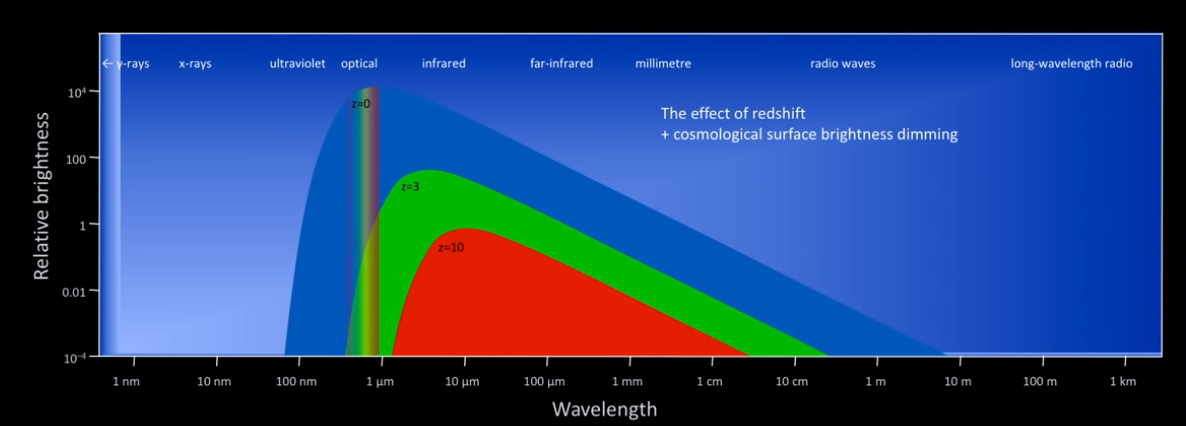 ← γ-rays x-rays ultraviolet optical infrared far-infrared millimetre radio waves long-wavelength radio
The effect of redshift
+ cosmological surface brightness dimming
Relative brightness
10⁴
100
1
0.01
10⁻⁴
z=0
z=3
z=10
1 nm 10 nm 100 nm 1 µm 10 µm 100 µm 1 mm 1 cm 10 cm 1 m 10 m 100 m 1 km
Wavelength